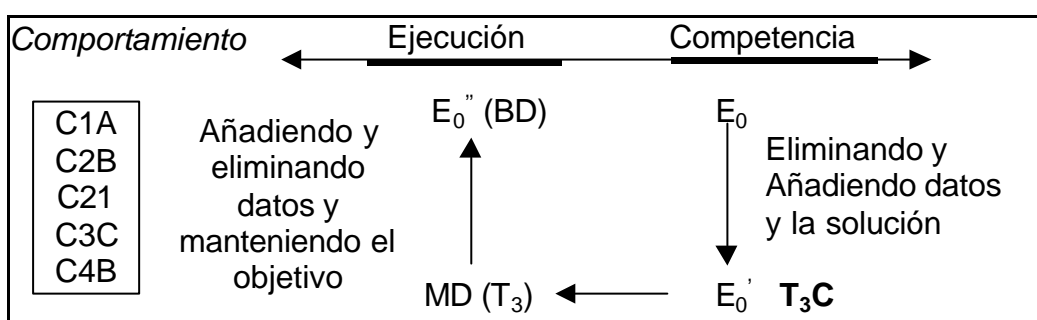 Comportamiento Ejecución Competencia
C1A
C2B
C21
C3C
C4B
Añadiendo y
eliminando
datos y
manteniendo el
objetivo
E₀” (BD)
MD (T₃)
E₀
Eliminando y
Añadiendo datos
y la solución
E₀’ T₃C